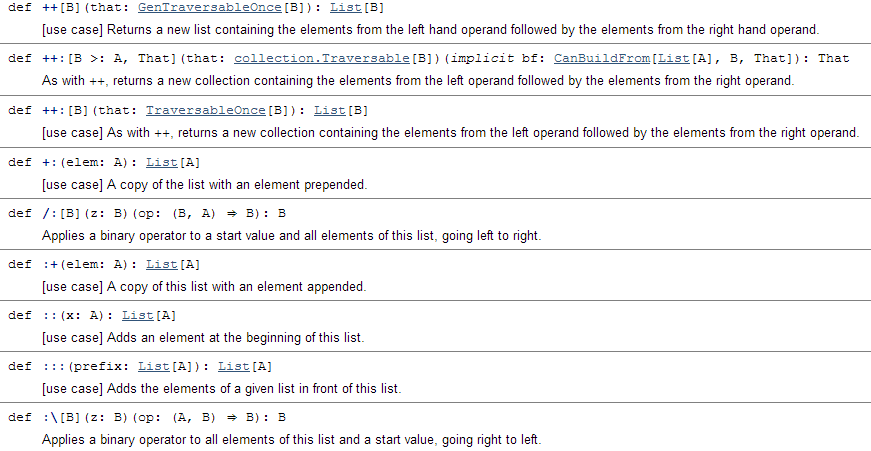 def ++[B](that: GenTraversableOnce[B]): List[B]
[use case] Returns a new list containing the elements from the left hand operand followed by the elements from the right hand operand.
def ++:[B >: A, That](that: collection.Traversable[B])(implicit bf: CanBuildFrom[List[A], B, That]): That
As with ++, returns a new collection containing the elements from the left operand followed by the elements from the right operand.
def ++:[B](that: TraversableOnce[B]): List[B]
[use case] As with ++, returns a new collection containing the elements from the left operand followed by the elements from the right operand.
def +:(elem: A): List[A]
[use case] A copy of the list with an element prepended.
def /:[B](z: B)(op: (B, A) ⇒ B): B
Applies a binary operator to a start value and all elements of this list, going left to right.
def :+(elem: A): List[A]
[use case] A copy of this list with an element appended.
def ::(x: A): List[A]
[use case] Adds an element at the beginning of this list.
def :::(prefix: List[A]): List[A]
[use case] Adds the elements of a given list in front of this list.
def :\[B](z: B)(op: (A, B) ⇒ B): B
Applies a binary operator to all elements of this list and a start value, going right to left.